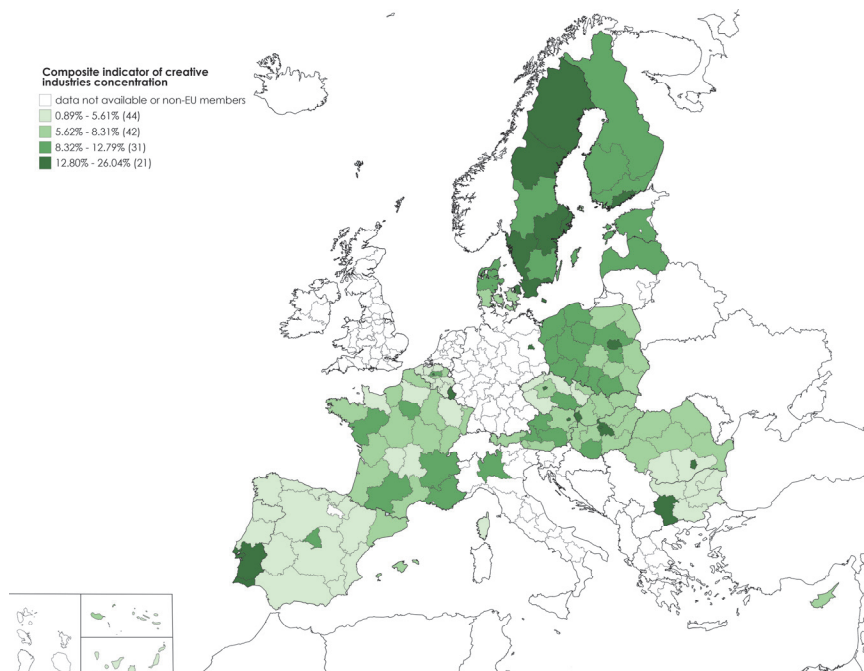 Composite indicator of creative
industries concentration
data not available or non-EU members
0.89% - 5.61% (44)
5.62% - 8.31% (42)
8.32% - 12.79% (31)
12.80% - 26.04% (21)